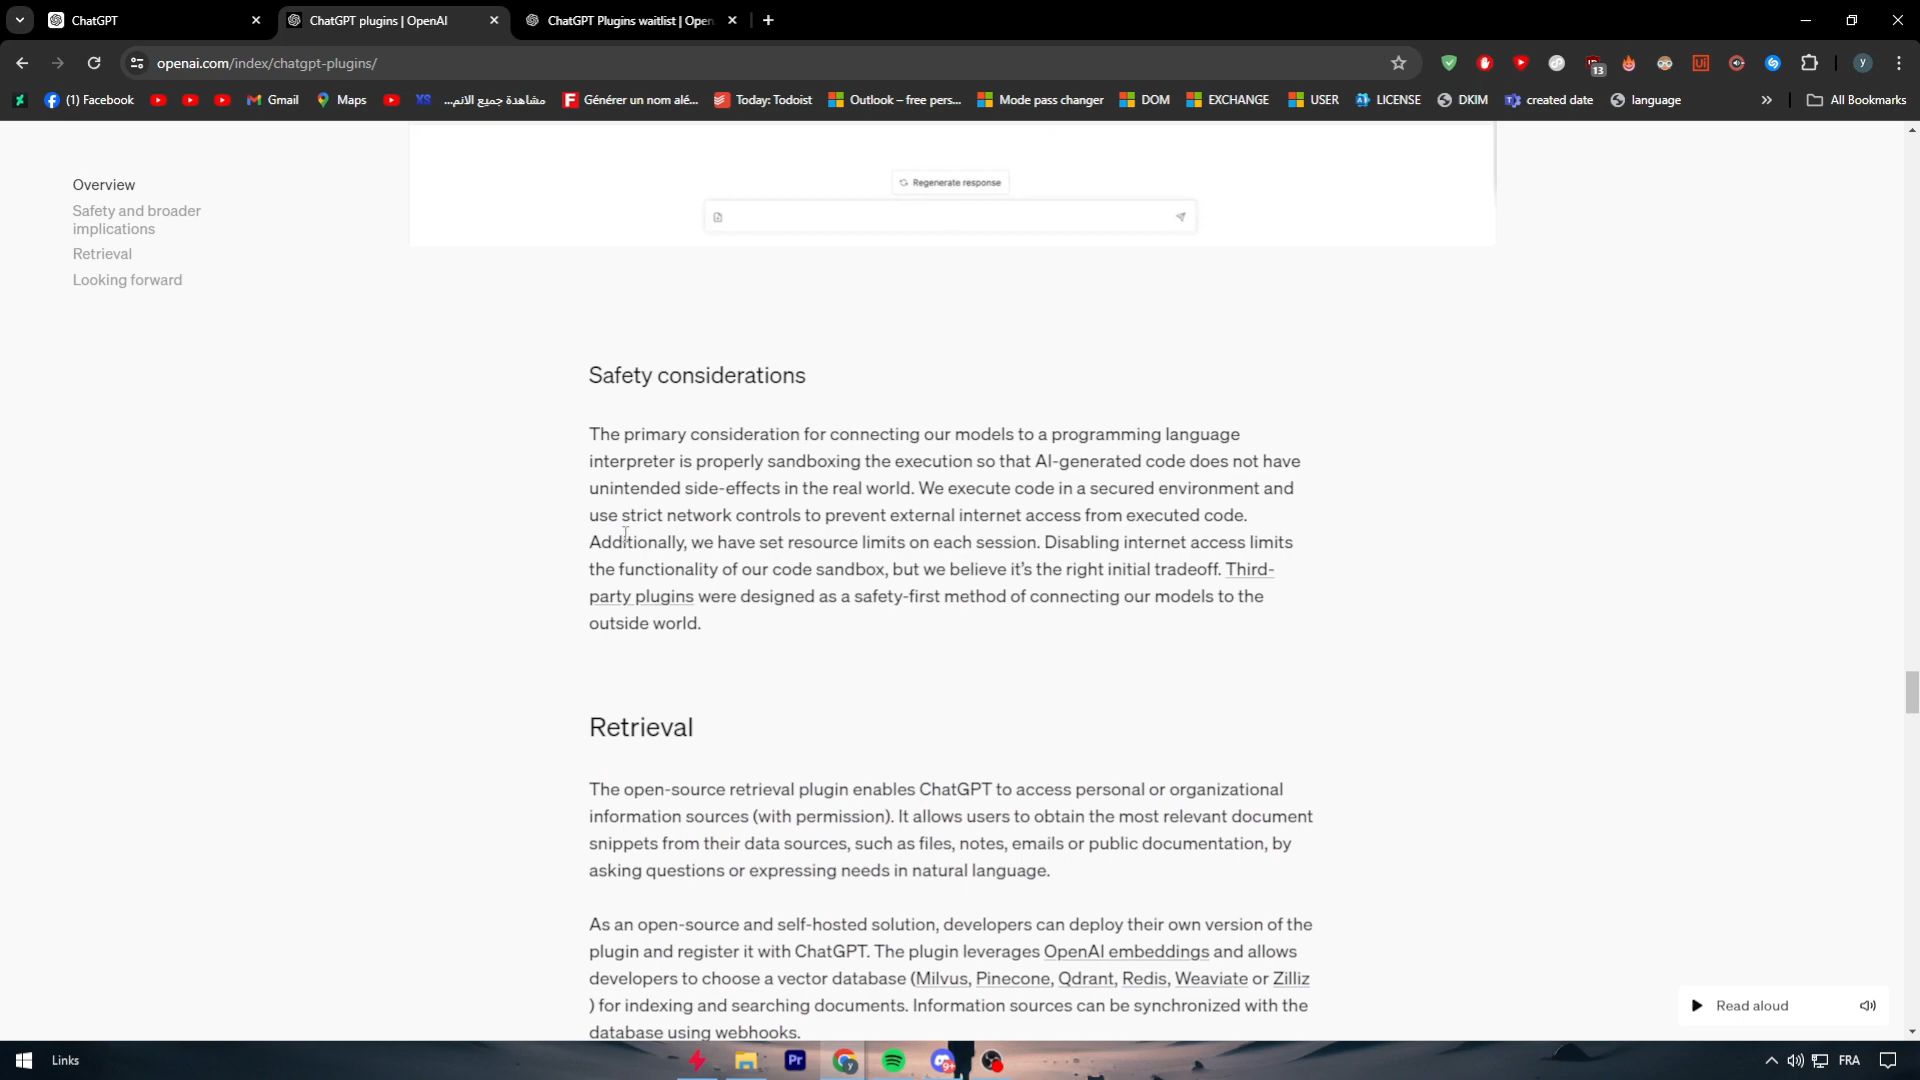 ChatGPT
ChatGPT plugins | OpenAI
ChatGPT Plugins waitlist | Open
openai.com/index/chatgpt-plugins/
13
Ui
y
(1) Facebook
Gmail
Maps
XS
مشاهدة جميع الانم...
Générer un nom alé...
Today: Todoist
Outlook – free pers...
Mode pass changer
DOM
EXCHANGE
USER
LICENSE
DKIM
created date
language
All Bookmarks
Overview
Safety and broader
implications
Retrieval
Looking forward
Regenerate response
Safety considerations
The primary consideration for connecting our models to a programming language
interpreter is properly sandboxing the execution so that AI-generated code does not have
unintended side-effects in the real world. We execute code in a secured environment and
use strict network controls to prevent external internet access from executed code.
Additionally, we have set resource limits on each session. Disabling internet access limits
the functionality of our code sandbox, but we believe it's the right initial tradeoff. Third-
party plugins were designed as a safety-first method of connecting our models to the
outside world.
Retrieval
The open-source retrieval plugin enables ChatGPT to access personal or organizational
information sources (with permission). It allows users to obtain the most relevant document
snippets from their data sources, such as files, notes, emails or public documentation, by
asking questions or expressing needs in natural language.
As an open-source and self-hosted solution, developers can deploy their own version of the
plugin and register it with ChatGPT. The plugin leverages OpenAI embeddings and allows
developers to choose a vector database (Milvus, Pinecone, Qdrant, Redis, Weaviate or Zilliz
) for indexing and searching documents. Information sources can be synchronized with the
database using webhooks.
Read aloud
Links
Pr
9+
FRA